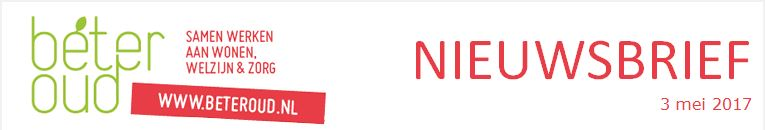 béter
oud
SAMEN WERKEN
AAN WONEN,
WELZIJN & ZORG
WWW.BETEROUD.NL
NIEUWSBRIEF
3 mei 2017